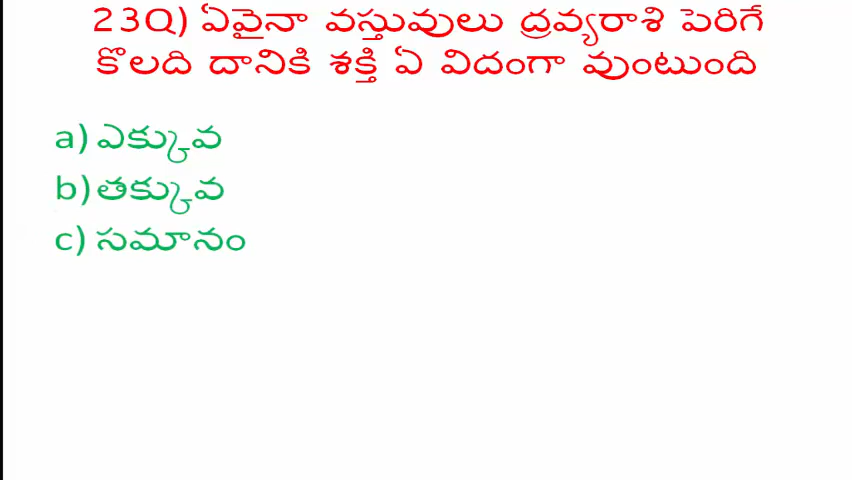 23Q) ఏవైనా వస్తువులు ద్రవ్యరాశి పెరిగే
కొలది దానికి శక్తి ఏ విదంగా వుంటుంది
a) ఎక్కువ
b) తక్కువ
c) సమానం